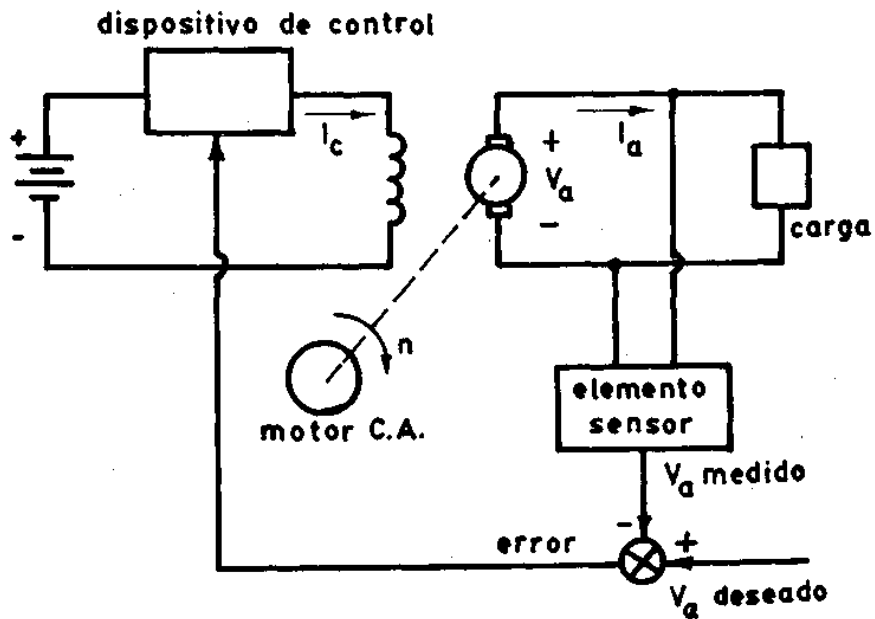 dispositivo de control
+
-
I_c
+
V_a
-
I_a
carga
n
motor C.A.
elemento
sensor
V_a medido
-
+
error
V_a deseado